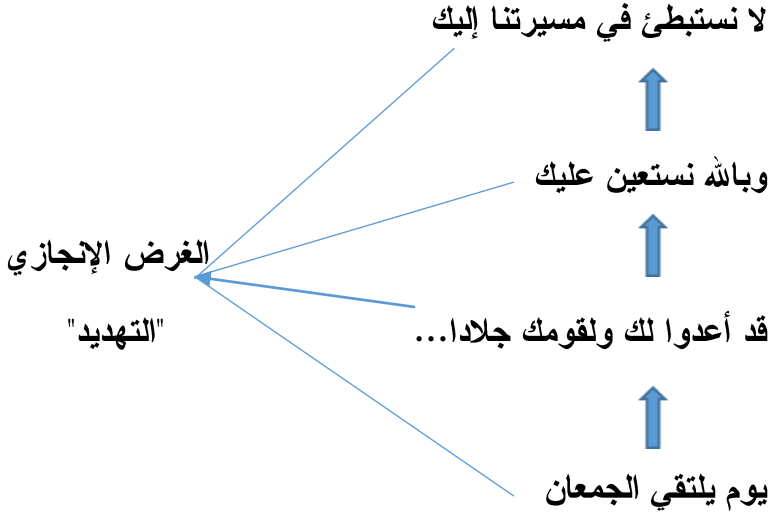 لا نستبطئ في مسيرتنا إليك
وبالله نستعين عليك
الغرض الإنجازي
قد أعدوا لك ولقومك جلادا...
"التهديد"
يوم يلتقي الجمعان